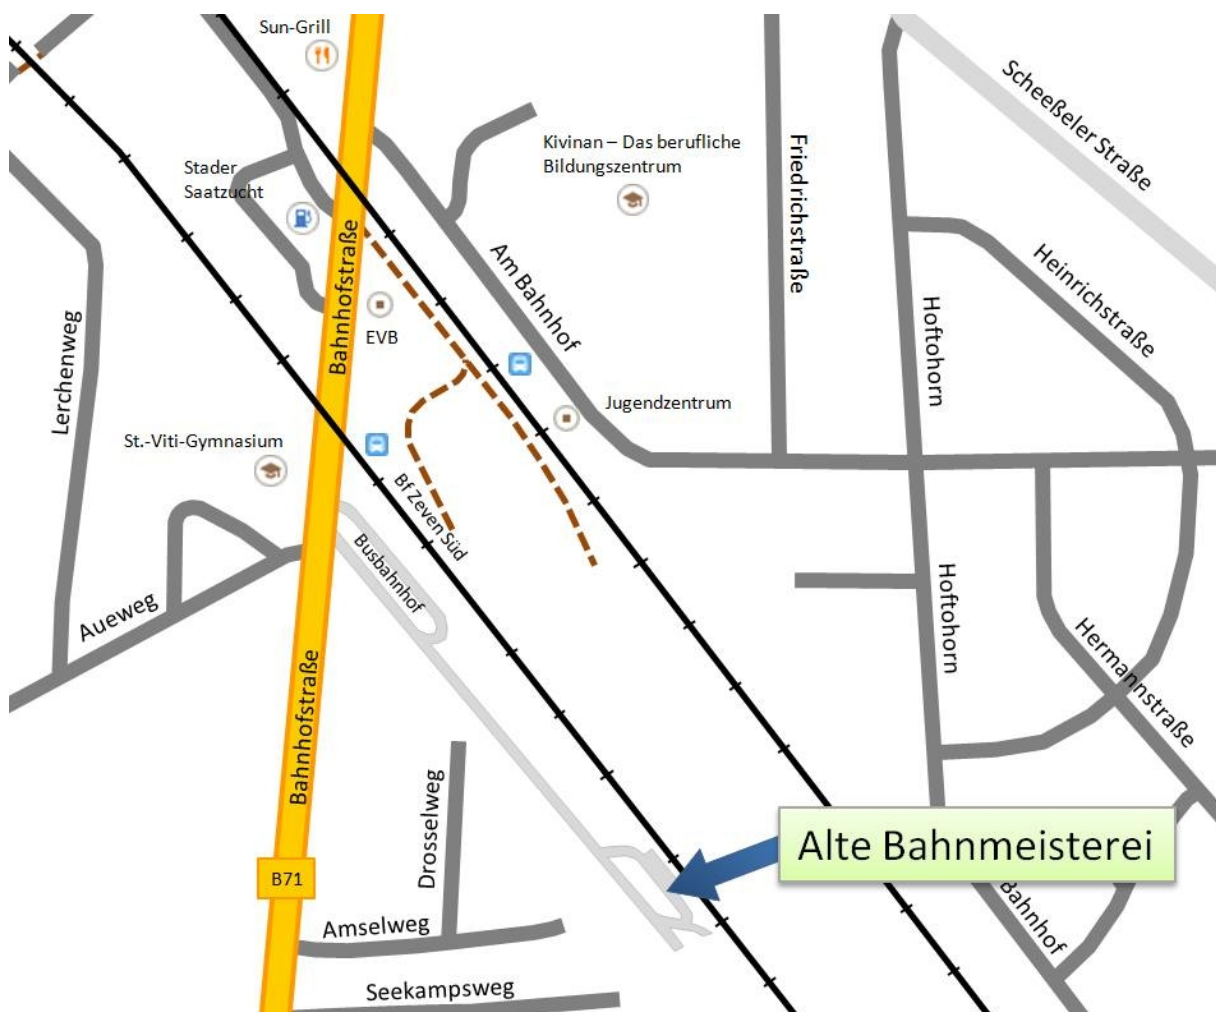 Sun-Grill
Scheeßeler Straße
Kivinan – Das berufliche
Bildungszentrum
Friedrichstraße
Stader
Saatzucht
Bahnhofstraße
Am Bahnhof
Heinrichstraße
Hoftohorn
Lerchenweg
EVB
Jugendzentrum
St.-Viti-Gymnasium
Bf Zeven Süd
Busbahnhof
Aueweg
Hoftohorn
Hermannstraße
Bahnhofstraße
Drosselweg
Alte Bahnmeisterei
B71
Bahnhof
Amselweg
Seekampsweg